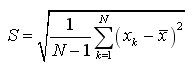 S = √(1/(N−1) ∑_{k=1}^{N} (x_k − x̄)²)